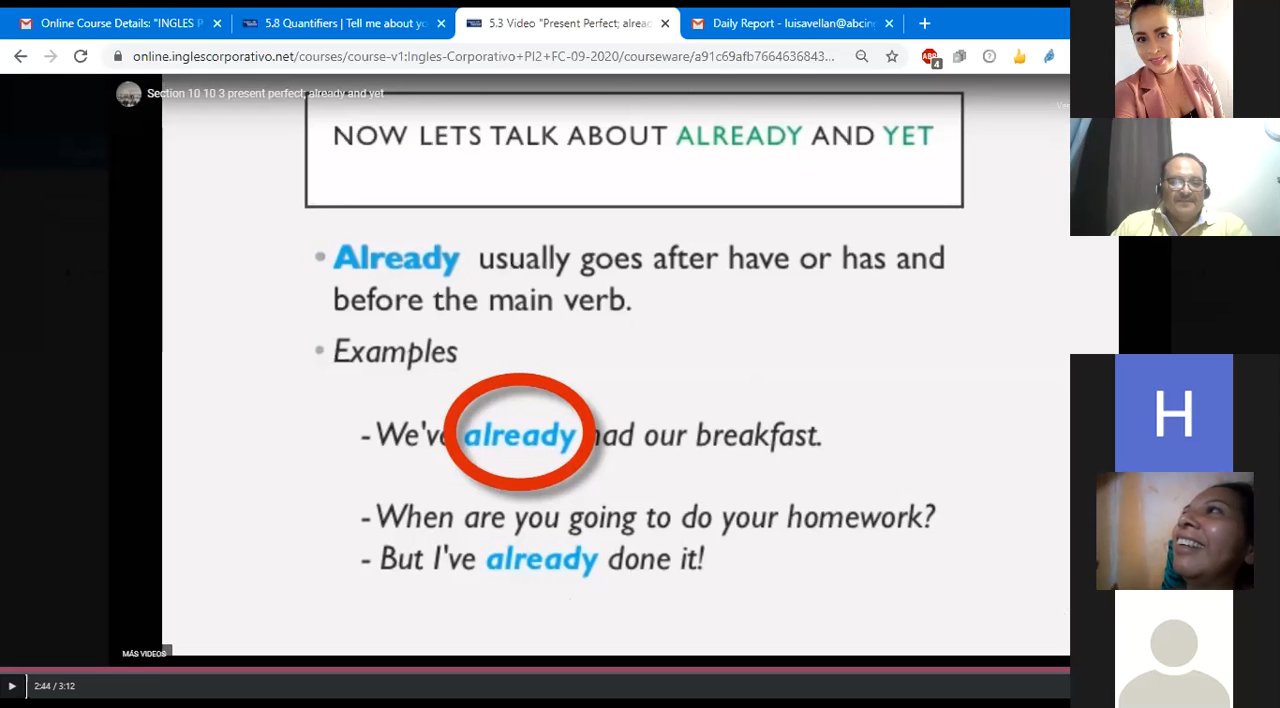 Online Course Details: "INGLES P
5.8 Quantifiers | Tell me about yo
5.3 Video "Present Perfect; alread
Daily Report - luisavellan@abcin
online.inglescorporativo.net/courses/course-v1:Ingles-Corporativo+PI2+FC-09-2020/courseware/a91c69afb7664636843...
ABP
4
Section 10 10 3 present perfect; already and yet
NOW LETS TALK ABOUT ALREADY AND YET
• Already usually goes after have or has and
before the main verb.
• Examples
- We've already had our breakfast.
- When are you going to do your homework?
- But I've already done it!
MÁS VIDEOS
2:44 / 3:12
H